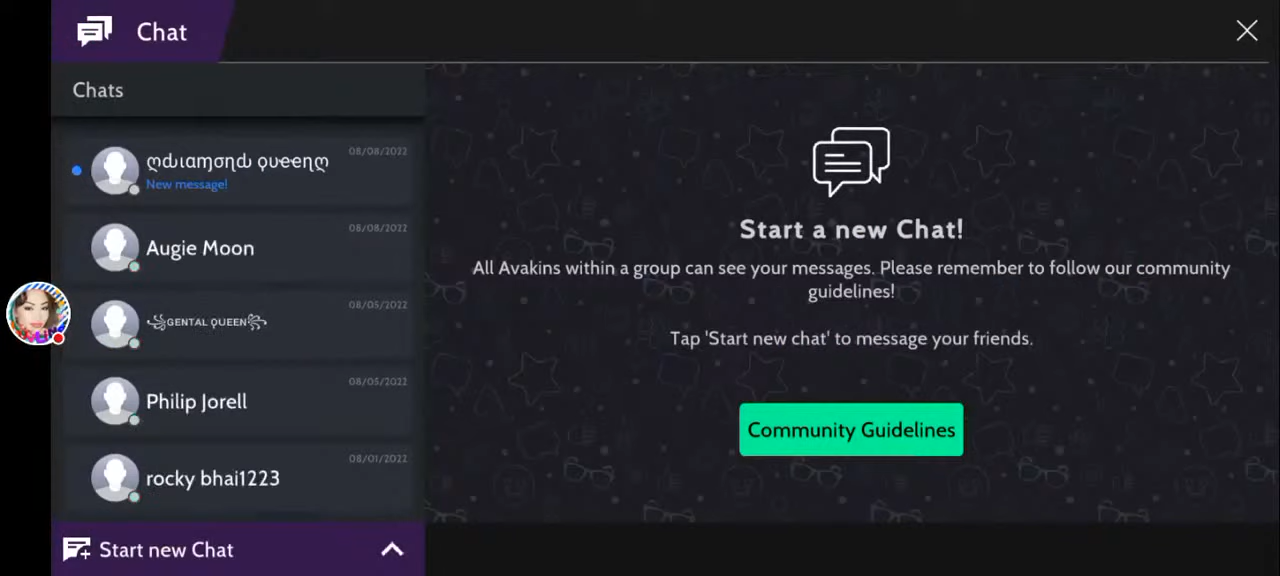 Chat
Chats
ღԃιαɱσηԃ ϙυҽҽηღ
08/08/2022
New message!
Augie Moon
08/08/2022
꧁GENTAL QUEEN꧂
08/05/2022
Philip Jorell
08/05/2022
rocky bhai1223
08/01/2022
Start new Chat
Start a new Chat!
All Avakins within a group can see your messages. Please remember to follow our community
guidelines!
Tap 'Start new chat' to message your friends.
Community Guidelines